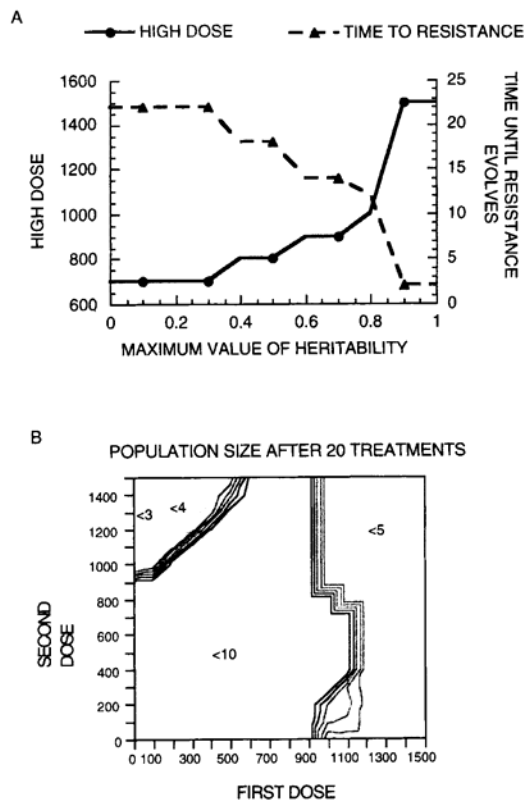 A
HIGH DOSE
TIME TO RESISTANCE
1600
1400
1200
1000
800
600
HIGH DOSE
25
20
15
10
5
0
TIME UNTIL RESISTANCE
EVOLVES
0 0.2 0.4 0.6 0.8 1
MAXIMUM VALUE OF HERITABILITY
B
POPULATION SIZE AFTER 20 TREATMENTS
1400
1200
1000
800
600
400
200
0
SECOND
DOSE
<3
<4
<5
<10
0 100 300 500 700 900 1100 1300 1500
FIRST DOSE